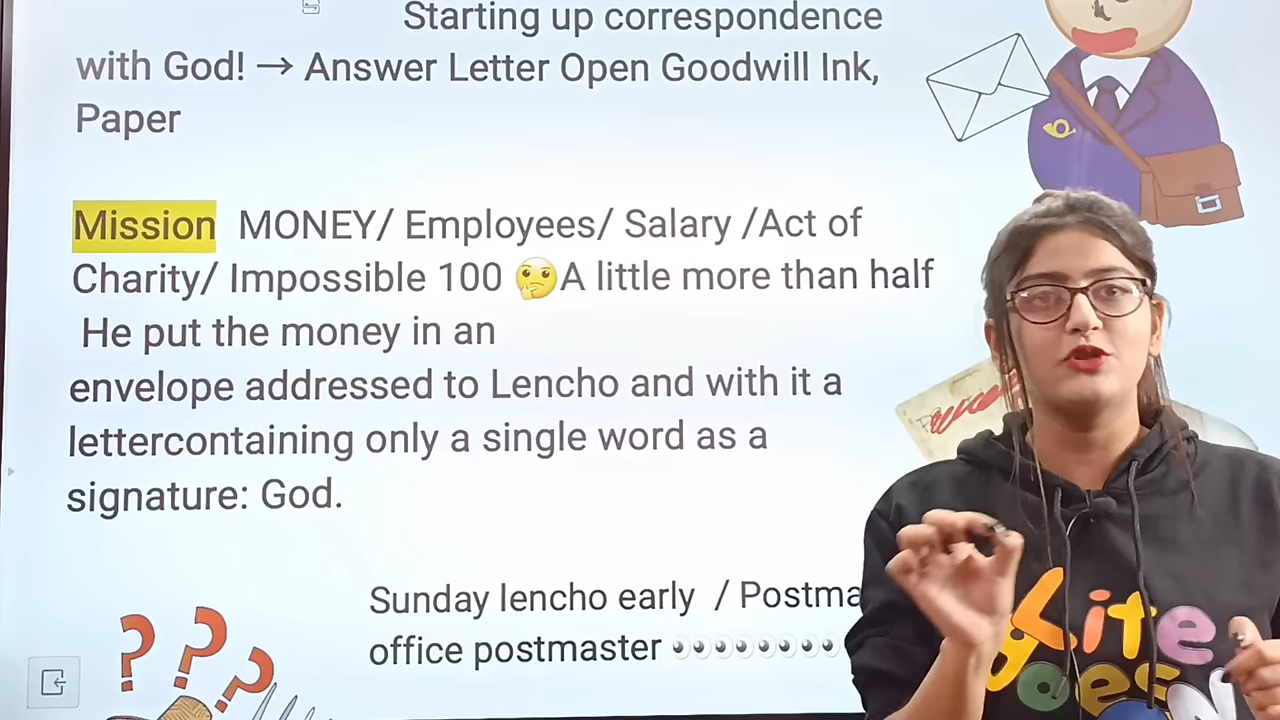 Starting up correspondence
with God! → Answer Letter Open Goodwill Ink,
Paper
Mission MONEY/ Employees/ Salary /Act of
Charity/ Impossible 100 🤔A little more than half
He put the money in an
envelope addressed to Lencho and with it a
lettercontaining only a single word as a
signature: God.
Sunday lencho early / Postma
office postmaster 👀👀👀👀
Life
Goes